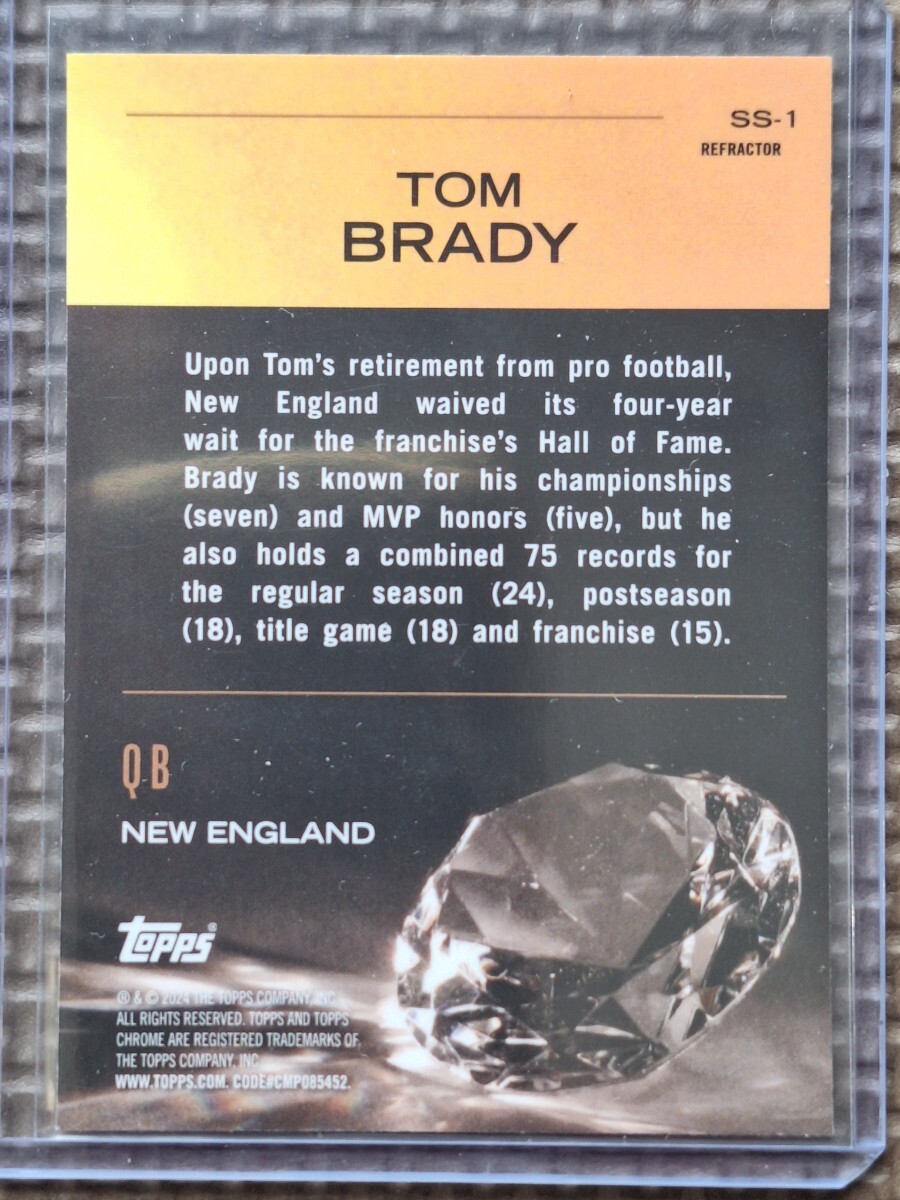 SS-1
REFRACTOR
TOM
BRADY
Upon Tom's retirement from pro football,
New England waived its four-year
wait for the franchise's Hall of Fame.
Brady is known for his championships
(seven) and MVP honors (five), but he
also holds a combined 75 records for
the regular season (24), postseason
(18), title game (18) and franchise (15).
QB
NEW ENGLAND
topps®
® & © 2024 THE TOPPS COMPANY, INC.
ALL RIGHTS RESERVED. TOPPS AND TOPPS
CHROME ARE REGISTERED TRADEMARKS OF
THE TOPPS COMPANY, INC.
WWW.TOPPS.COM. CODE#CMP085452.